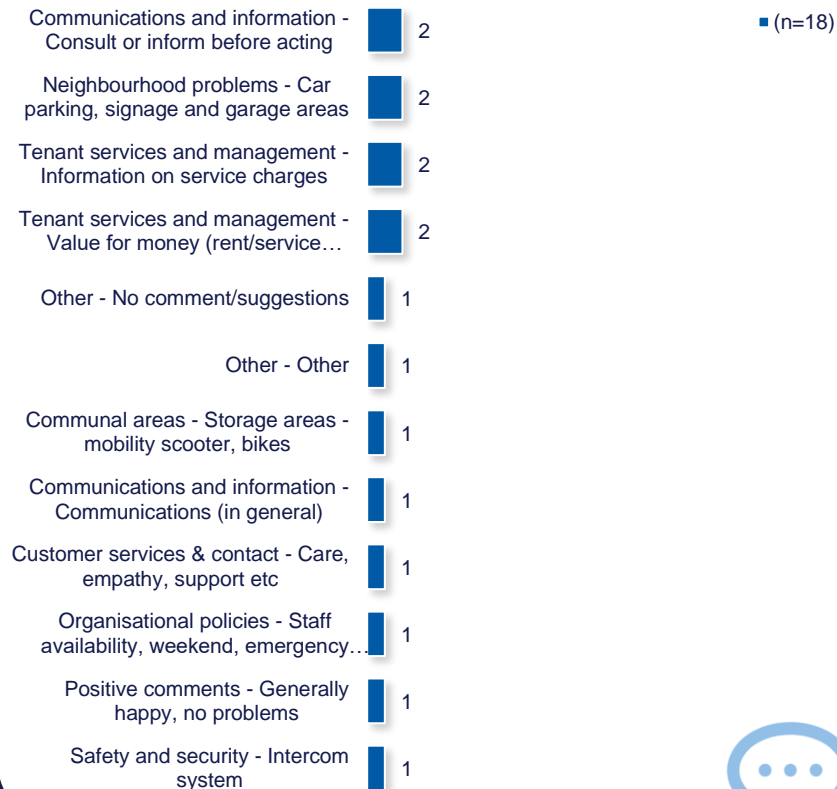 Communications and information -
Consult or inform before acting
2
(n=18)
Neighbourhood problems - Car
parking, signage and garage areas
2
Tenant services and management -
Information on service charges
2
Tenant services and management -
Value for money (rent/service…
2
Other - No comment/suggestions
1
Other - Other
1
Communal areas - Storage areas -
mobility scooter, bikes
1
Communications and information -
Communications (in general)
1
Customer services & contact - Care,
empathy, support etc
1
Organisational policies - Staff
availability, weekend, emergency…
1
Positive comments - Generally
happy, no problems
1
Safety and security - Intercom
system
1